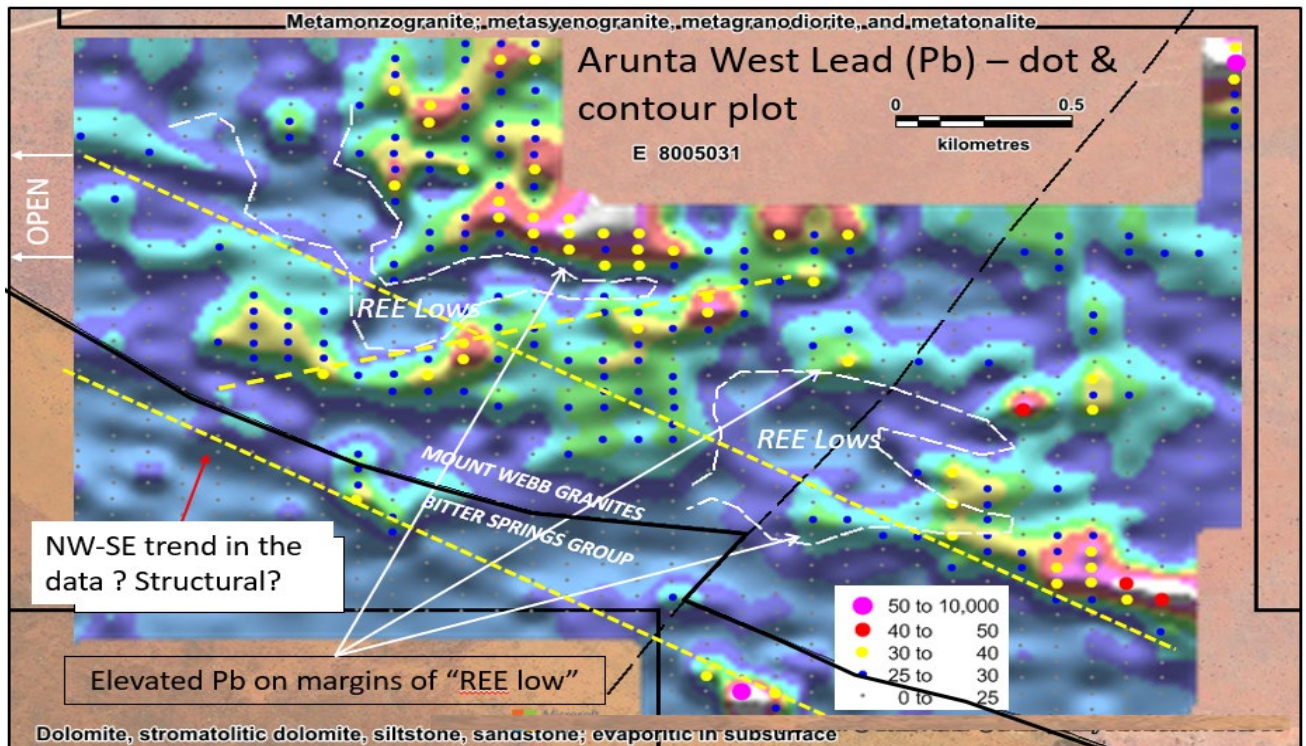 Metamonzogranite; metasyenogranite, metagranodiorite, and metatonalite
Arunta West Lead (Pb) – dot &
contour plot
0 0.5
kilometres
E 8005031
OPEN
REE Lows
REE Lows
MOUNT WEBB GRANITES
BITTER SPRINGS GROUP
NW-SE trend in the
data ? Structural?
50 to 10,000
40 to 50
30 to 40
25 to 30
0 to 25
Elevated Pb on margins of “REE low”
Dolomite, stromatolitic dolomite, siltstone, sandstone; evaporitic in subsurface